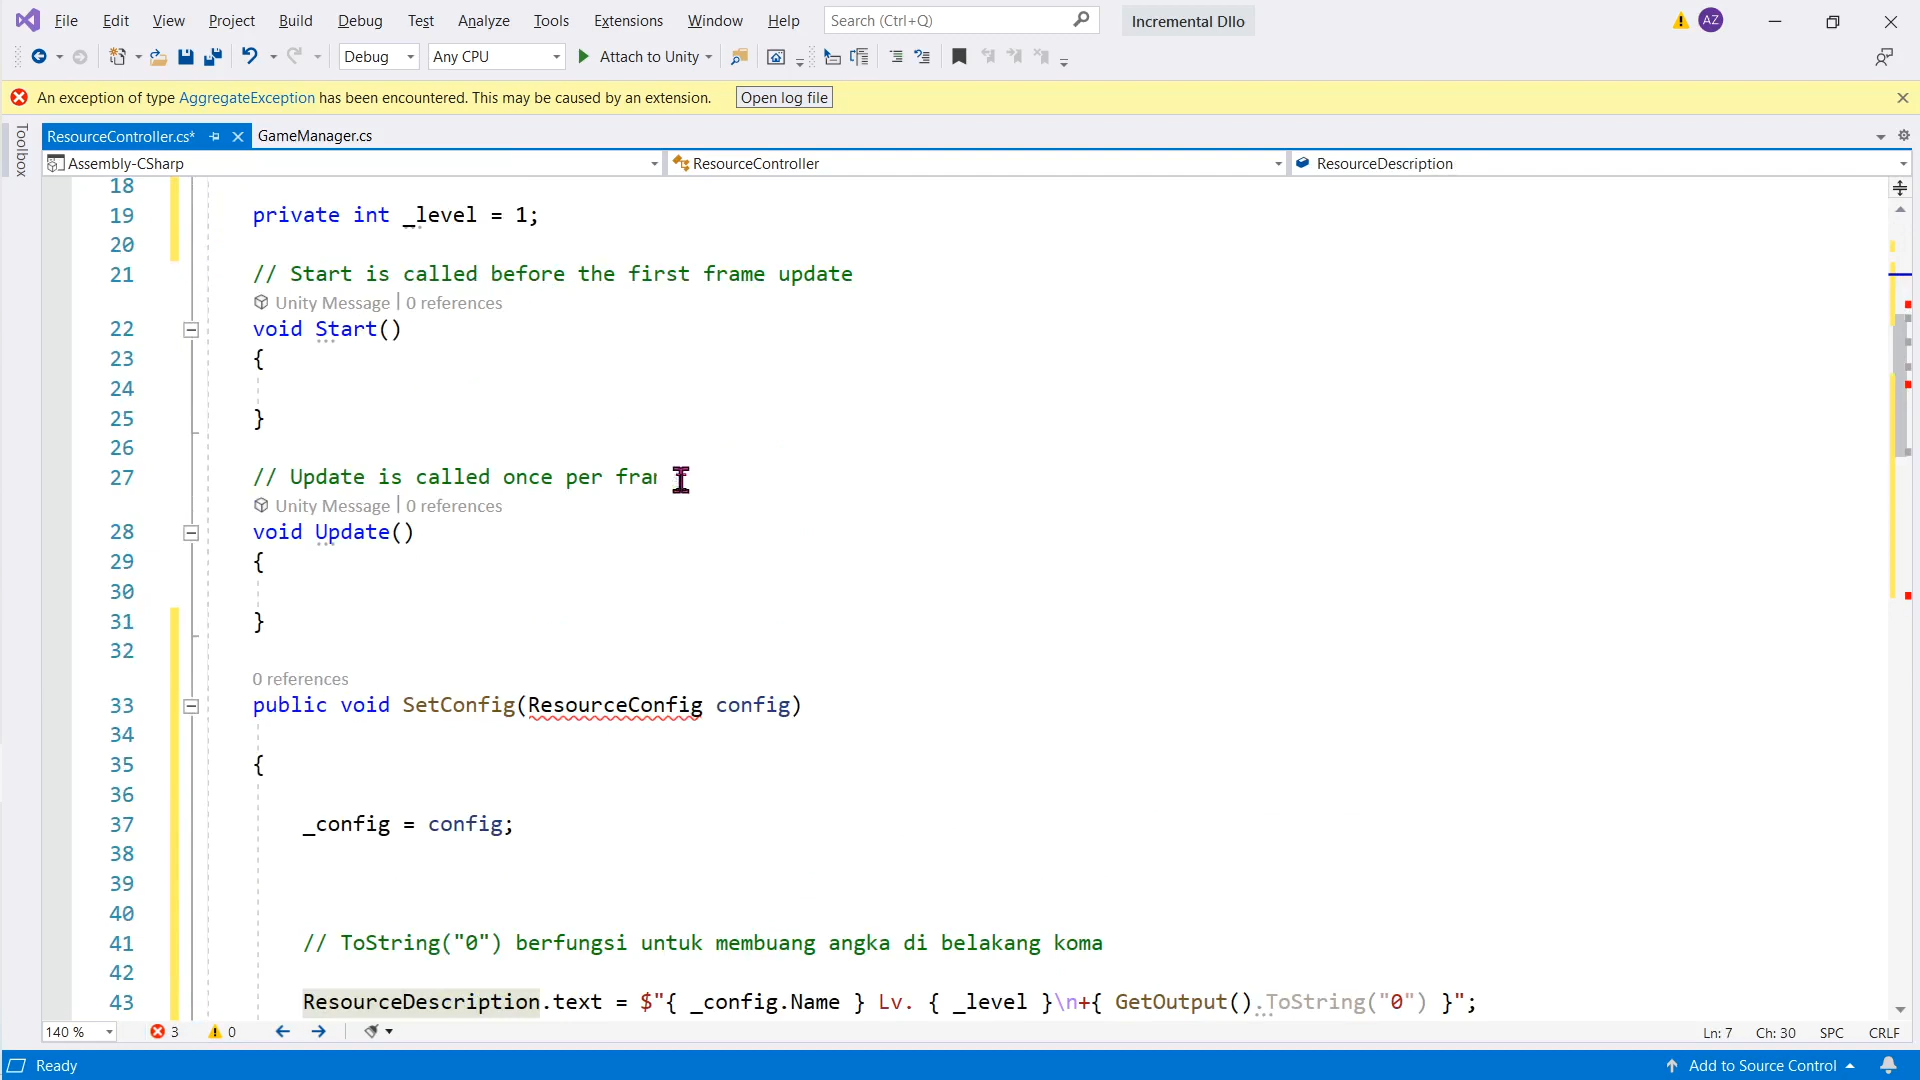 File Edit View Project Build Debug Test Analyze Tools Extensions Window Help Search (Ctrl+Q) Incremental Dllo AZ
Debug Any CPU Attach to Unity
An exception of type AggregateException has been encountered. This may be caused by an extension. Open log file
Toolbox
ResourceController.cs* GameManager.cs
Assembly-CSharp ResourceController ResourceDescription
18
19 private int _level = 1;
20
21 // Start is called before the first frame update
Unity Message | 0 references
22 void Start()
23 {
24
25 }
26
27 // Update is called once per
Unity Message | 0 references
28 void Update()
29 {
30
31 }
32
0 references
33 public void SetConfig(ResourceConfig config)
34
35 {
36
37 _config = config;
38
39
40
41 // ToString("0") berfungsi untuk membuang angka di belakang koma
42
43 ResourceDescription.text = $"{ _config.Name } Lv. { _level }\n+{ GetOutput().ToString("0") }";
140 % 3 0 Ln: 7 Ch: 30 SPC CRLF
Ready Add to Source Control